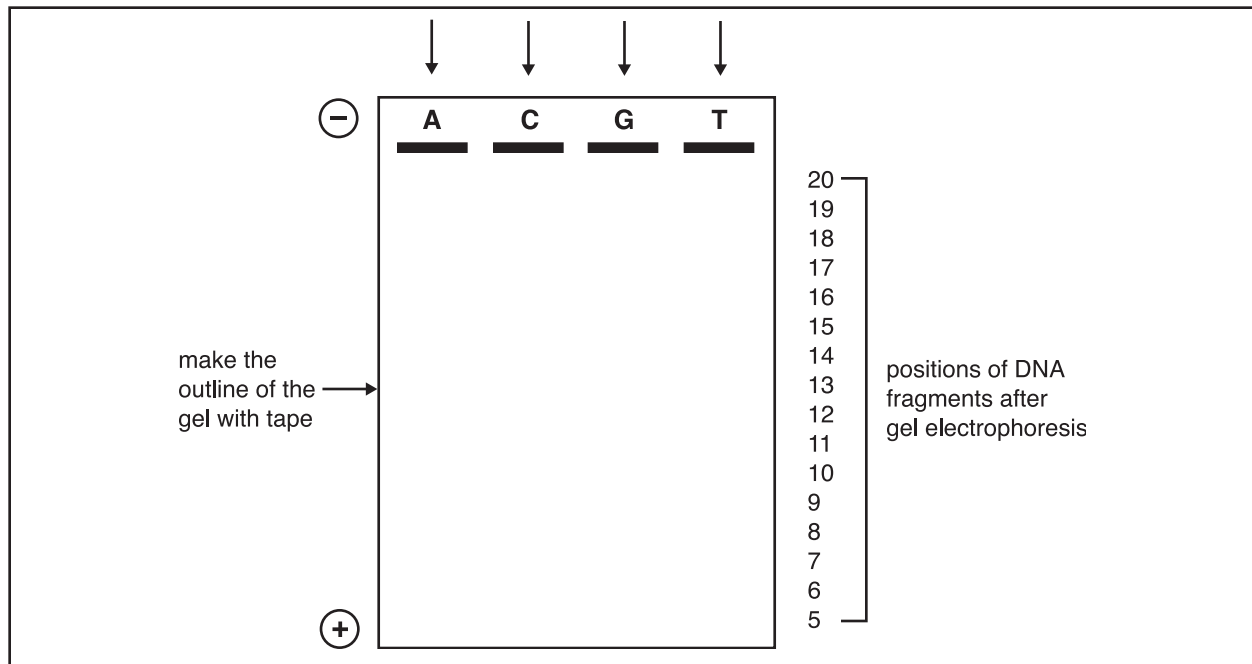 −
A C G T
20
19
18
17
16
15
14
13
12
11
10
9
8
7
6
5
make the
outline of the
gel with tape
positions of DNA
fragments after
gel electrophoresis
+